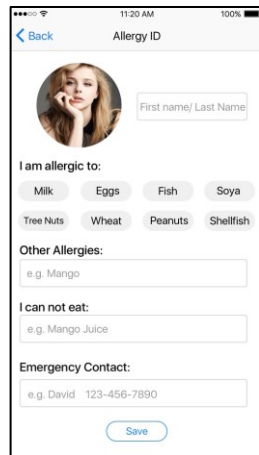 11:20 AM 100%
Back Allergy ID
First name/ Last Name
I am allergic to:
Milk Eggs Fish Soya
Tree Nuts Wheat Peanuts Shellfish
Other Allergies:
e.g. Mango
I can not eat:
e.g. Mango Juice
Emergency Contact:
e.g. David 123-456-7890
Save